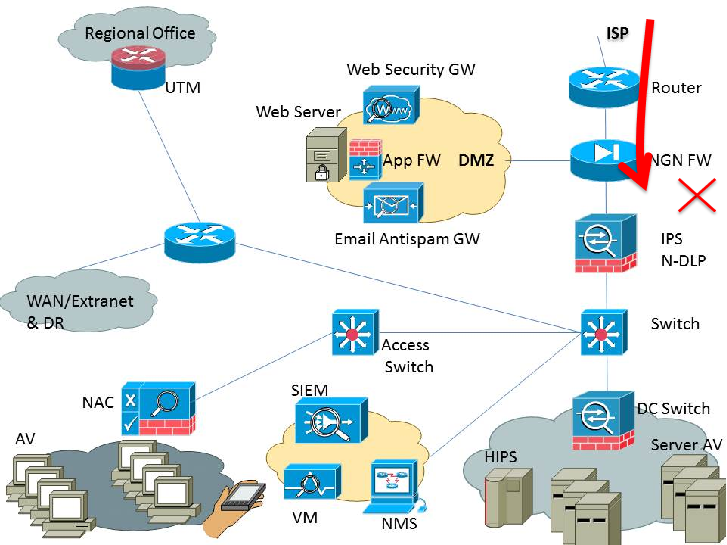 Regional Office
ISP
UTM
Web Security GW
Router
Web Server
WWW
App FW
DMZ
NGN FW
Email Antispam GW
IPS
N-DLP
WAN/Extranet
& DR
Switch
Access
Switch
SIEM
NAC
X
DC Switch
AV
Server AV
HIPS
VM
NMS